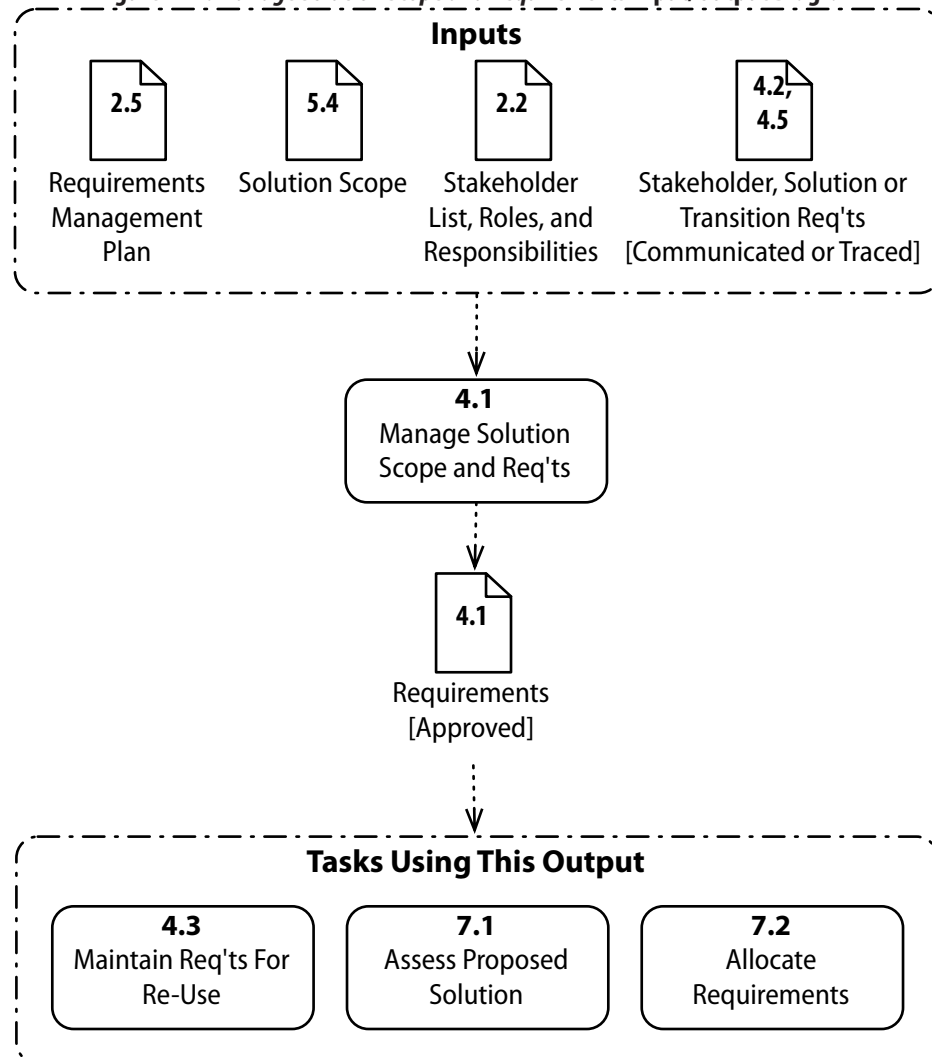 Inputs
2.5
5.4
2.2
4.2,
4.5
Requirements
Management
Plan
Solution Scope
Stakeholder
List, Roles, and
Responsibilities
Stakeholder, Solution or
Transition Req'ts
[Communicated or Traced]
4.1
Manage Solution
Scope and Req'ts
4.1
Requirements
[Approved]
Tasks Using This Output
4.3
Maintain Req'ts For
Re-Use
7.1
Assess Proposed
Solution
7.2
Allocate
Requirements